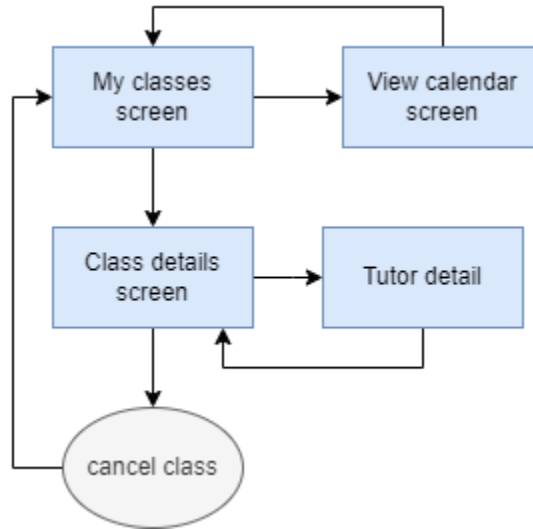 My classes
screen
View calendar
screen
Class details
screen
Tutor detail
cancel class